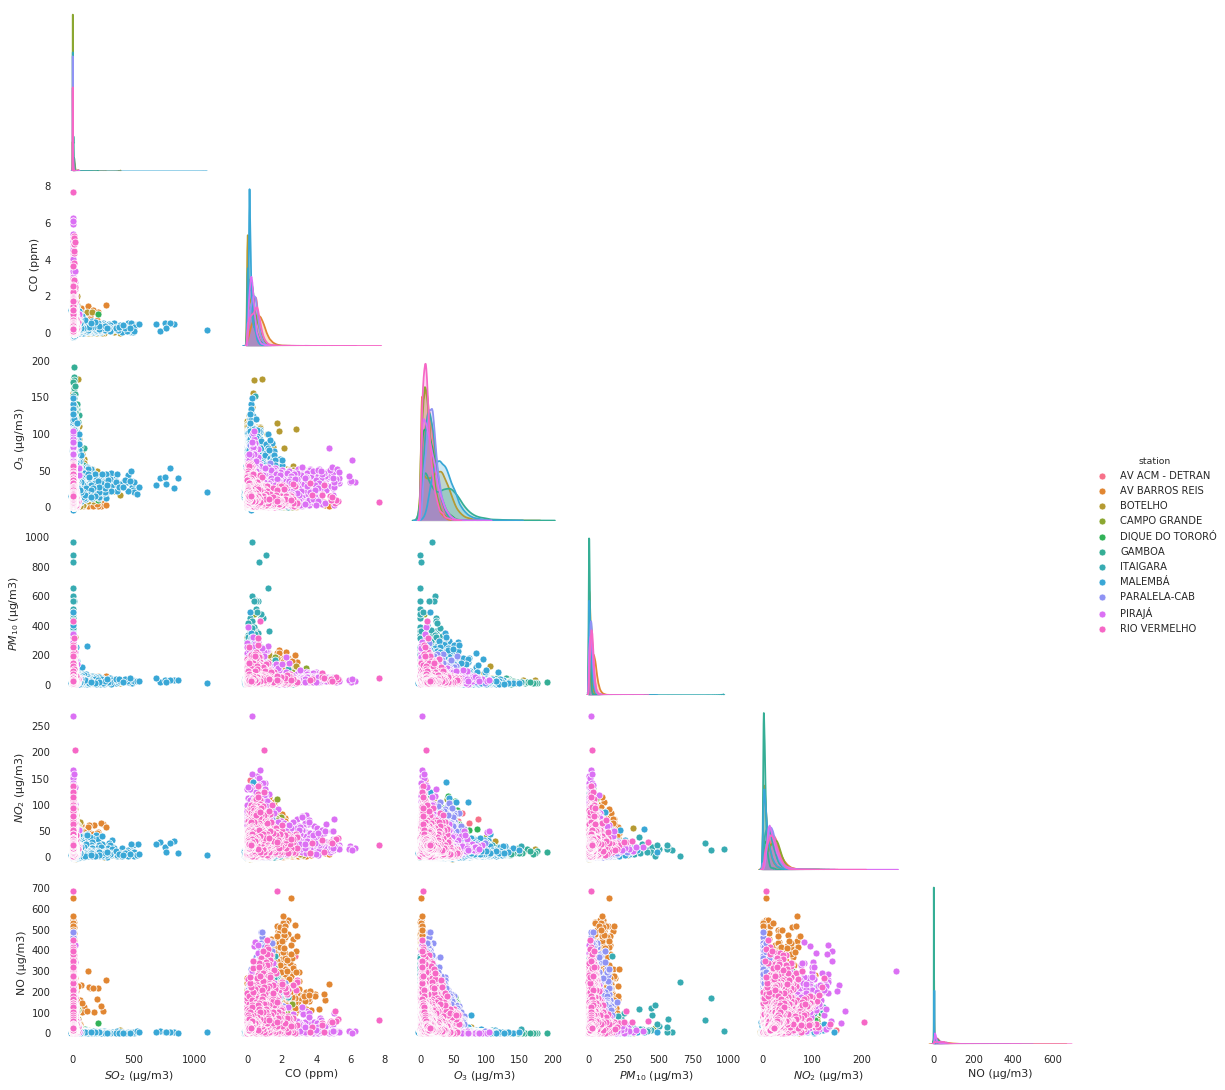 8
6
4
2
0
CO (ppm)
200
150
100
50
0
O3 (µg/m3)
1000
800
600
400
200
0
PM10 (µg/m3)
250
200
150
100
50
0
NO2 (µg/m3)
700
600
500
400
300
200
100
0
NO (µg/m3)
0 500 1000
SO2 (µg/m3)
0 2 4 6 8
CO (ppm)
0 50 100 150 200
O3 (µg/m3)
0 250 500 750 1000
PM10 (µg/m3)
0 100 200
NO2 (µg/m3)
0 200 400 600
NO (µg/m3)
station
AV ACM - DETRAN
AV BARROS REIS
BOTELHO
CAMPO GRANDE
DIQUE DO TORORÓ
GAMBOA
ITAIGARA
MALEMBÁ
PARALELA-CAB
PIRAJÁ
RIO VERMELHO